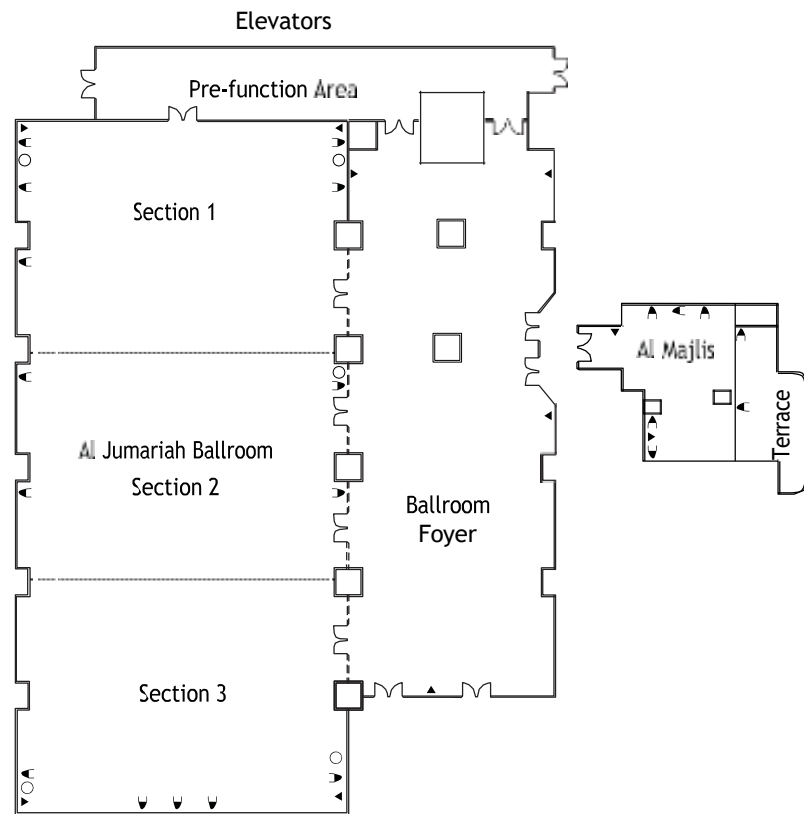 Elevators
Pre-function Area
Section 1
Al Majlis
Terrace
Al Jumariah Ballroom
Section 2
Ballroom
Foyer
Section 3